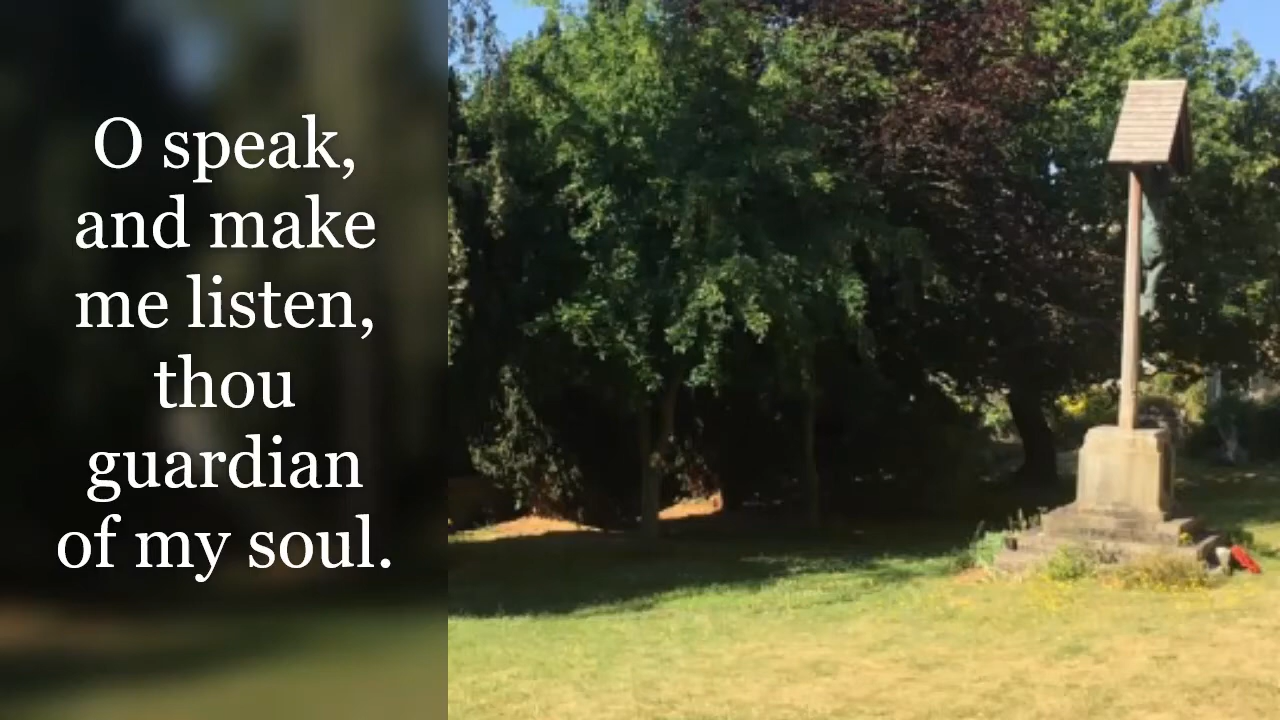 O speak,
and make
me listen,
thou
guardian
of my soul.